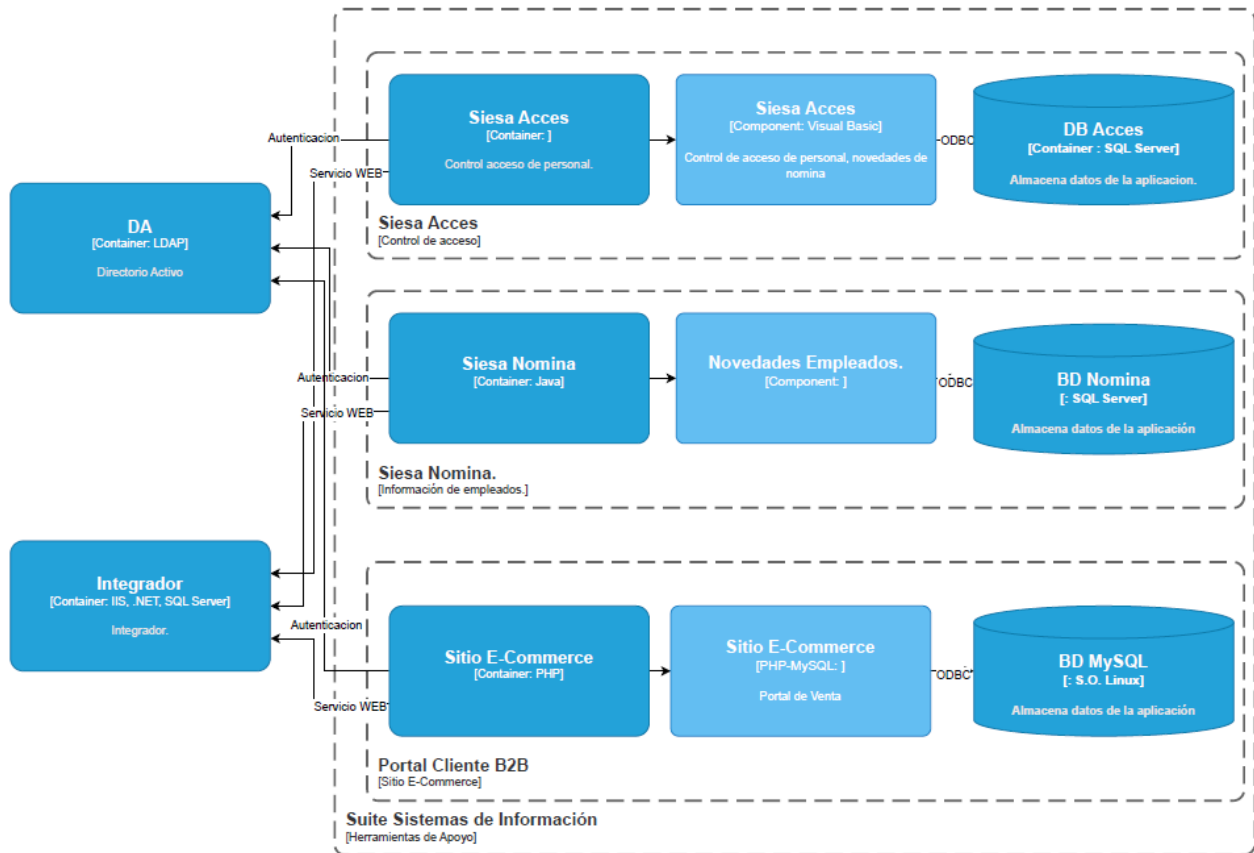 Siesa Acces
[Container: ]
Control acceso de personal.
Siesa Acces
[Component: Visual Basic]
Control de acceso de personal, novedades de
nomina
ODBC
DB Acces
[Container : SQL Server]
Almacena datos de la aplicacion.
Autenticacion
Servicio WEB
Siesa Acces
[Control de acceso]
DA
[Container: LDAP]
Directorio Activo
Siesa Nomina
[Container: Java]
Novedades Empleados.
[Component: ]
ODBC
BD Nomina
[: SQL Server]
Almacena datos de la aplicación
Autenticacion
Servicio WEB
Siesa Nomina.
[Información de empleados.]
Integrador
[Container: IIS, .NET, SQL Server]
Integrador.
Autenticacion
Servicio WEB
Sitio E-Commerce
[Container: PHP]
Sitio E-Commerce
[PHP-MySQL: ]
Portal de Venta
ODBC
BD MySQL
[: S.O. Linux]
Almacena datos de la aplicación
Portal Cliente B2B
[Sitio E-Commerce]
Suite Sistemas de Información
[Herramientas de Apoyo]